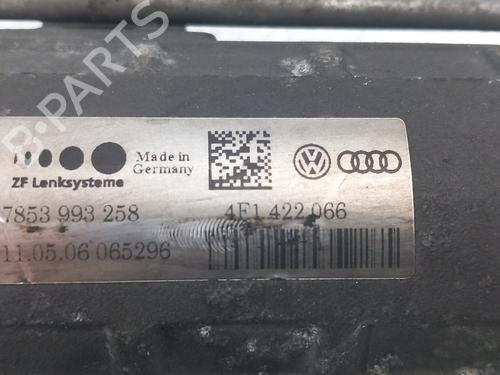 B-PARTS
Made in
Germany
ZF Lenksysteme
7853 993 258
4F1 422 066
11.05.06 065296